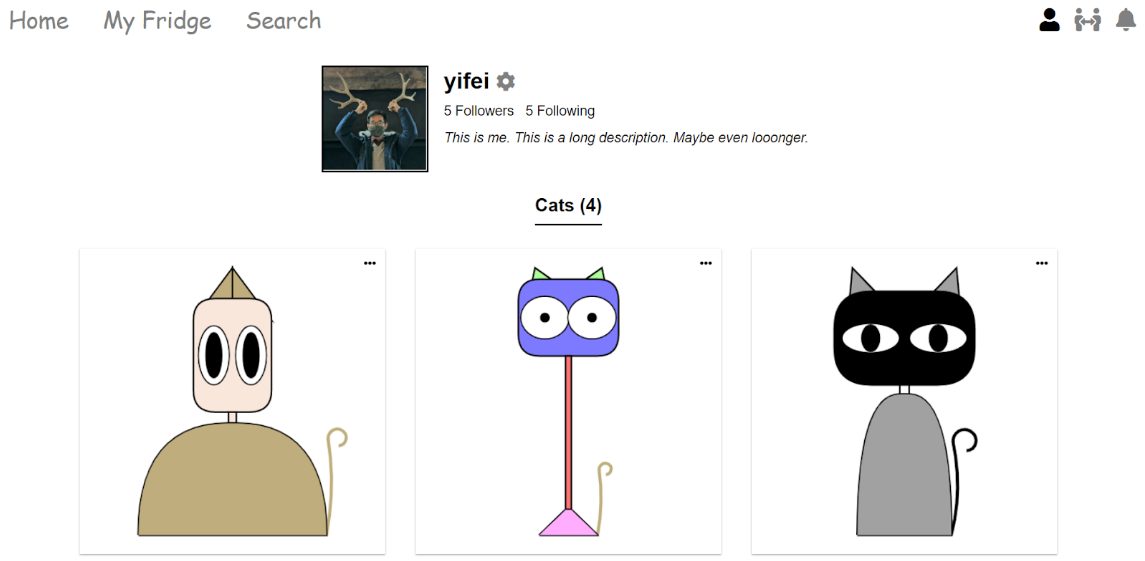 Home My Fridge Search
yifei
5 Followers 5 Following
This is me. This is a long description. Maybe even looonger.
Cats (4)